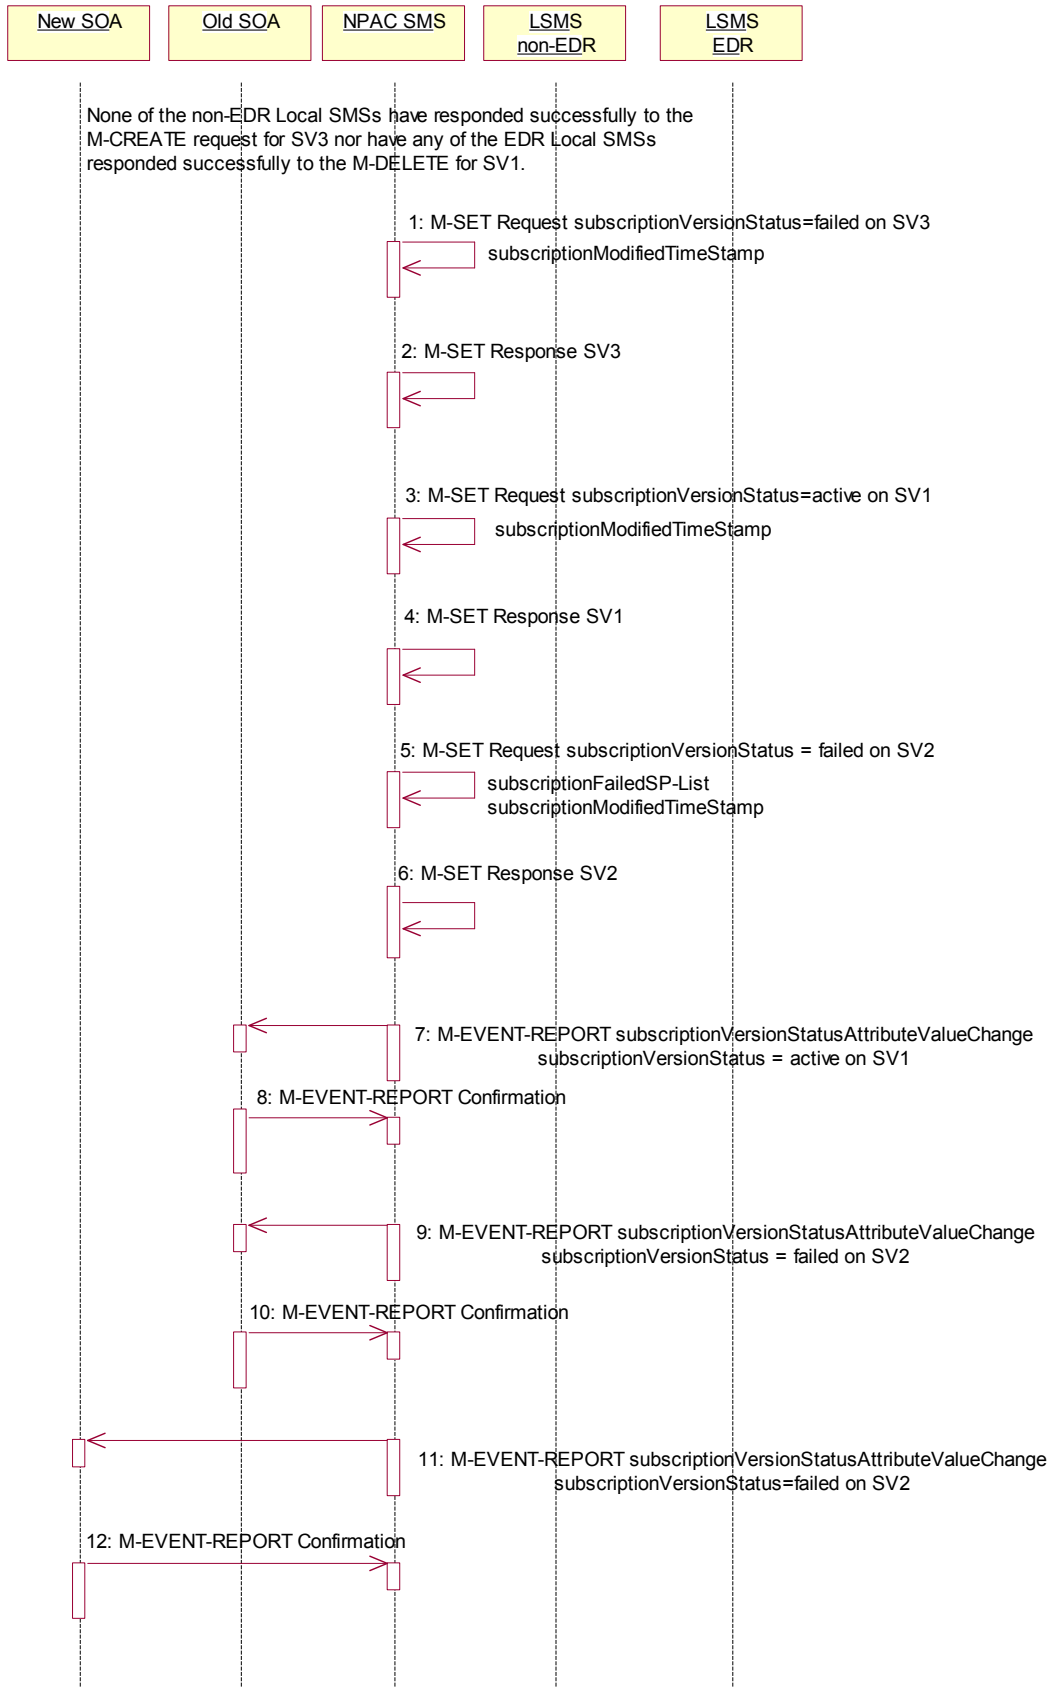 New SOA
Old SOA
NPAC SMS
LSMS
non-EDR
LSMS
EDR
None of the non-EDR Local SMSs have responded successfully to the
M-CREATE request for SV3 nor have any of the EDR Local SMSs
responded successfully to the M-DELETE for SV1.
1: M-SET Request subscriptionVersionStatus=failed on SV3
subscriptionModifiedTimeStamp
2: M-SET Response SV3
3: M-SET Request subscriptionVersionStatus=active on SV1
subscriptionModifiedTimeStamp
4: M-SET Response SV1
5: M-SET Request subscriptionVersionStatus = failed on SV2
subscriptionFailedSP-List
subscriptionModifiedTimeStamp
6: M-SET Response SV2
7: M-EVENT-REPORT subscriptionVersionStatusAttributeValueChange
subscriptionVersionStatus = active on SV1
8: M-EVENT-REPORT Confirmation
9: M-EVENT-REPORT subscriptionVersionStatusAttributeValueChange
subscriptionVersionStatus = failed on SV2
10: M-EVENT-REPORT Confirmation
11: M-EVENT-REPORT subscriptionVersionStatusAttributeValueChange
subscriptionVersionStatus=failed on SV2
12: M-EVENT-REPORT Confirmation